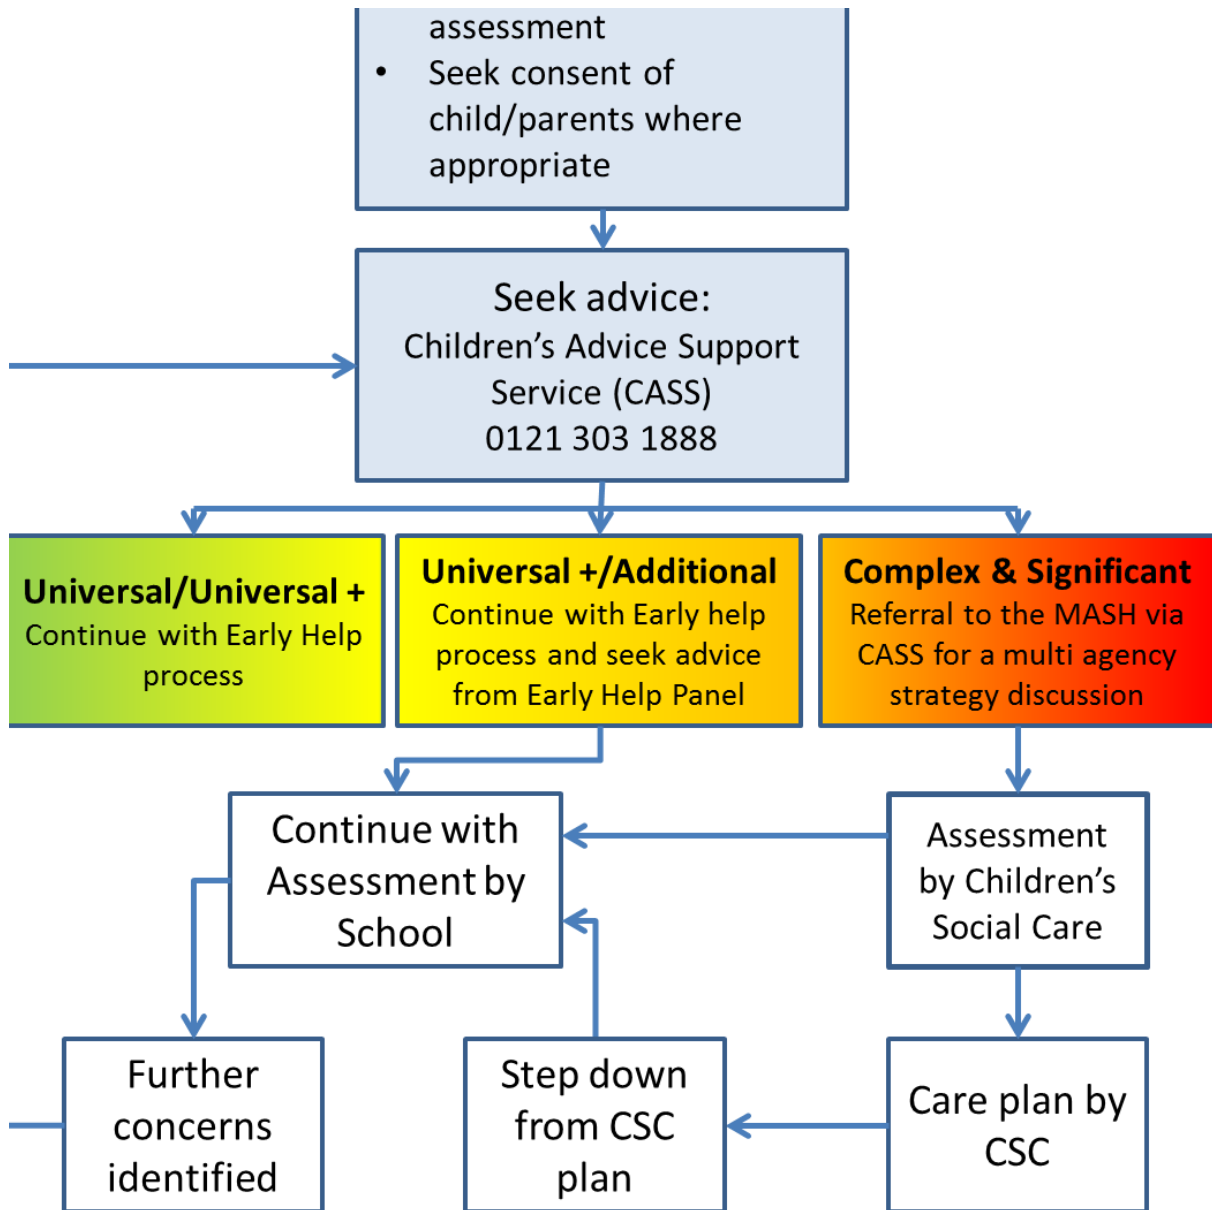 assessment
• Seek consent of
child/parents where
appropriate
Seek advice:
Children’s Advice Support
Service (CASS)
0121 303 1888
Universal/Universal +
Continue with Early Help
process
Universal +/Additional
Continue with Early help
process and seek advice
from Early Help Panel
Complex & Significant
Referral to the MASH via
CASS for a multi agency
strategy discussion
Continue with
Assessment by
School
Assessment
by Children’s
Social Care
Further
concerns
identified
Step down
from CSC
plan
Care plan by
CSC